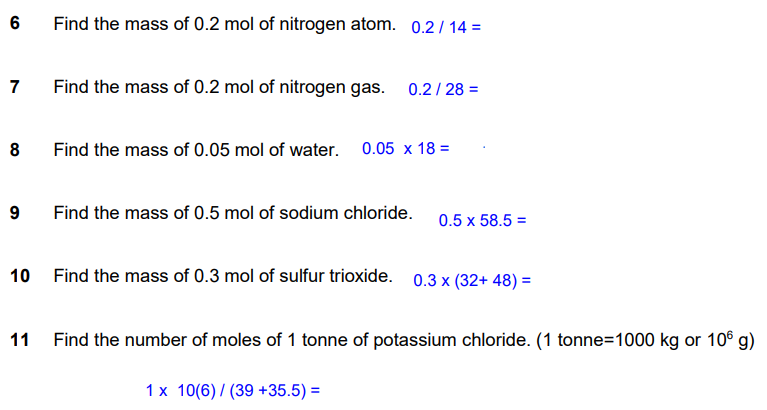 6 Find the mass of 0.2 mol of nitrogen atom. 0.2 / 14 =
7 Find the mass of 0.2 mol of nitrogen gas. 0.2 / 28 =
8 Find the mass of 0.05 mol of water. 0.05 x 18 =
9 Find the mass of 0.5 mol of sodium chloride. 0.5 x 58.5 =
10 Find the mass of 0.3 mol of sulfur trioxide. 0.3 x (32+ 48) =
11 Find the number of moles of 1 tonne of potassium chloride. (1 tonne=1000 kg or 10⁶ g)
1 x 10(6) / (39 +35.5) =